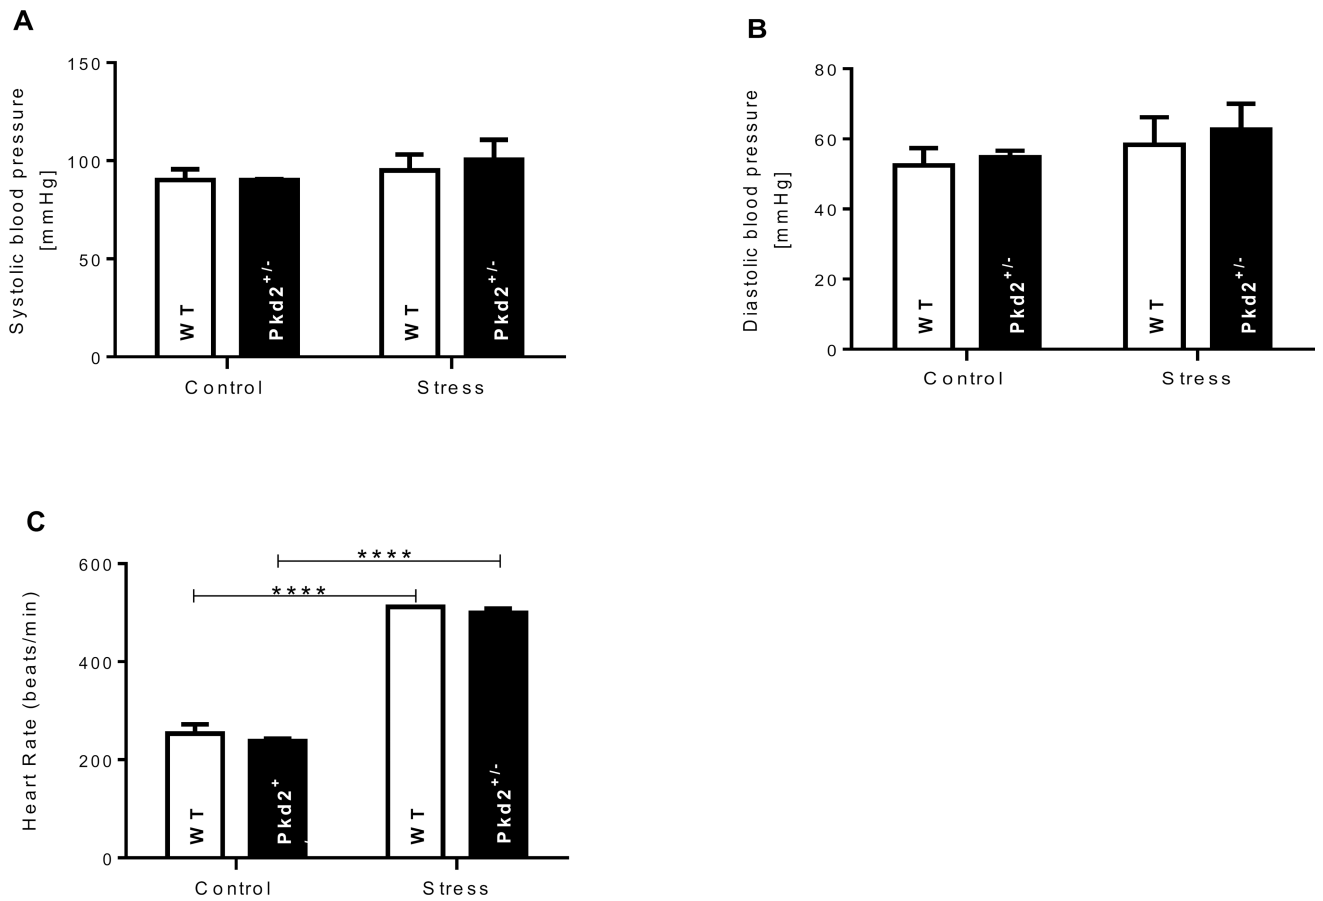 A
Systolic blood pressure
[mmHg]
150
100
50
0
WT
Pkd2+/-
WT
Pkd2+/-
Control
Stress
B
Diastolic blood pressure
[mmHg]
80
60
40
20
0
WT
Pkd2+/-
WT
Pkd2+/-
Control
Stress
C
Heart Rate (beats/min)
600
400
200
0
****
****
WT
Pkd2+
WT
Pkd2+/-
Control
Stress